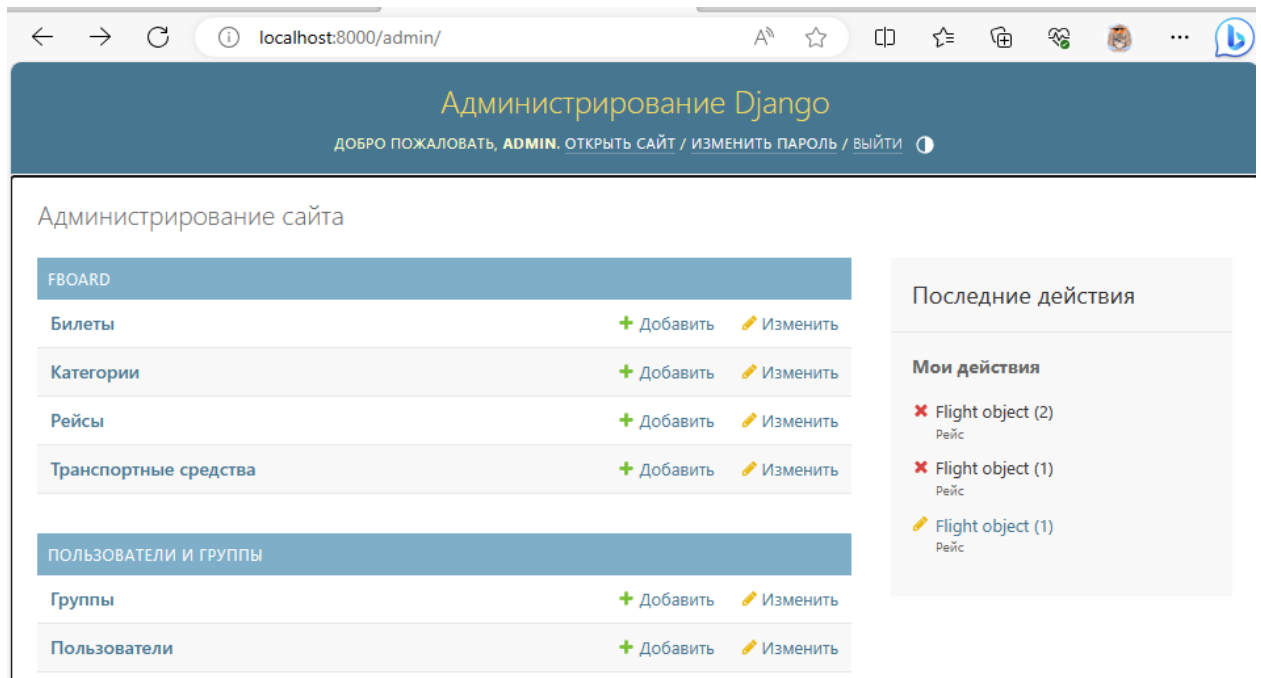 localhost:8000/admin/
Администрирование Django
ДОБРО ПОЖАЛОВАТЬ, ADMIN. ОТКРЫТЬ САЙТ / ИЗМЕНИТЬ ПАРОЛЬ / ВЫЙТИ
Администрирование сайта
FBOARD
Билеты Добавить Изменить
Категории Добавить Изменить
Рейсы Добавить Изменить
Транспортные средства Добавить Изменить
ПОЛЬЗОВАТЕЛИ И ГРУППЫ
Группы Добавить Изменить
Пользователи Добавить Изменить
Последние действия
Мои действия
Flight object (2)
Рейс
Flight object (1)
Рейс
Flight object (1)
Рейс